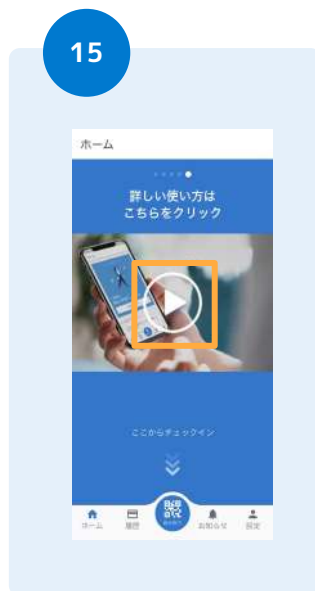 15
ホーム
詳しい使い方は
こちらをクリック
ここからチェックイン
ホーム
履歴
お知らせ
設定